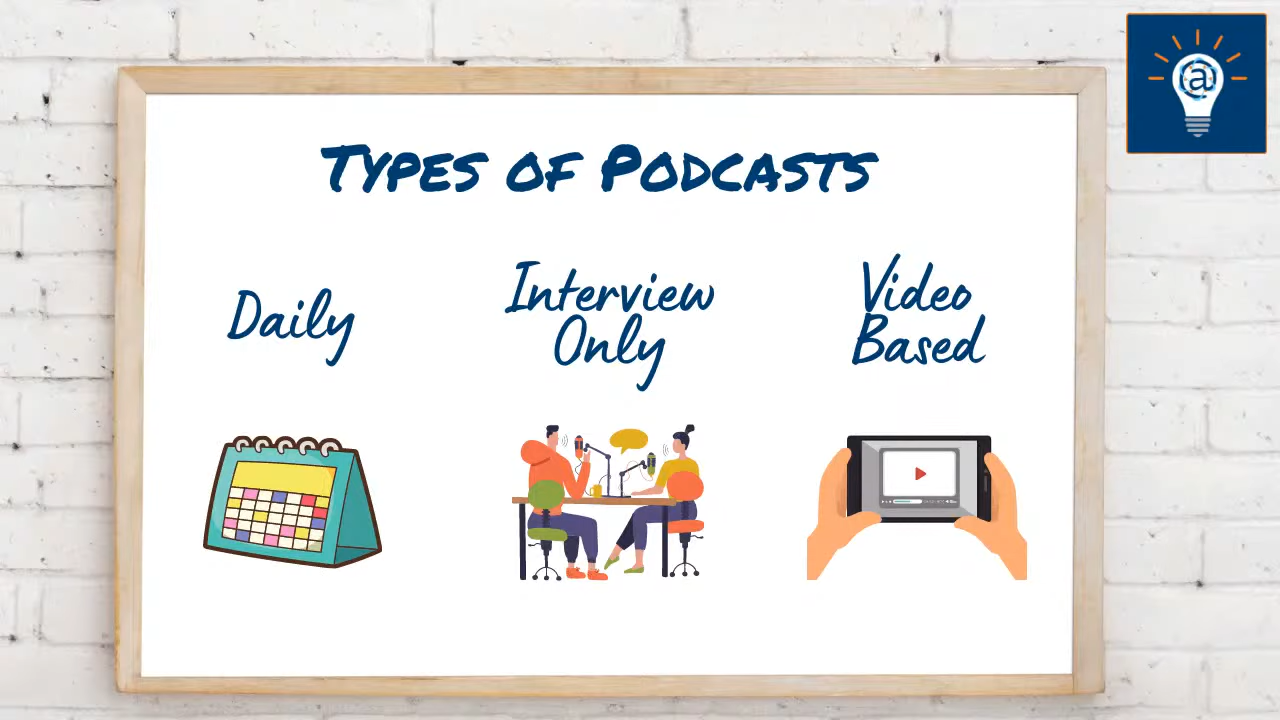 Types of Podcasts
Daily
Interview
Only
Video
Based
@